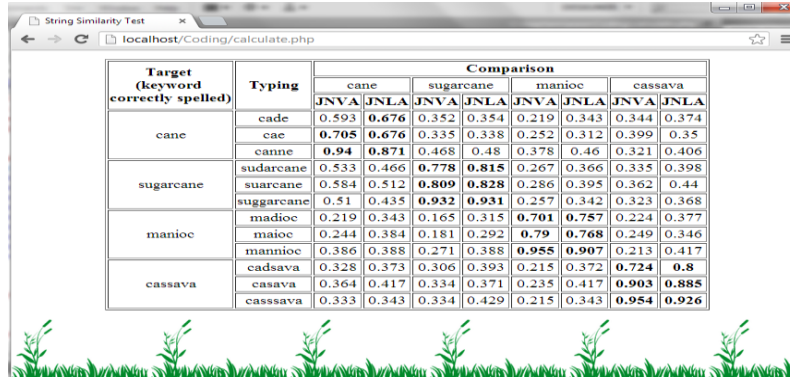 String Similarity Test ×
localhost/Coding/calculate.php
Target (keyword correctly spelled) Typing Comparison
cane sugarcane manioc cassava
JNVA JNLA JNVA JNLA JNVA JNLA JNVA JNLA
cane cade 0.593 0.676 0.352 0.354 0.219 0.343 0.344 0.374
cae 0.705 0.676 0.335 0.338 0.252 0.312 0.399 0.35
canne 0.94 0.871 0.468 0.48 0.378 0.46 0.321 0.406
sugarcane sudarcane 0.533 0.466 0.778 0.815 0.267 0.366 0.335 0.398
suarcane 0.584 0.512 0.809 0.828 0.286 0.395 0.362 0.44
suggarcane 0.51 0.435 0.932 0.931 0.257 0.342 0.323 0.368
manioc madioc 0.219 0.343 0.165 0.315 0.701 0.757 0.224 0.377
maioc 0.244 0.384 0.181 0.292 0.79 0.768 0.249 0.346
mannioc 0.386 0.388 0.271 0.388 0.955 0.907 0.213 0.417
cassava cadsava 0.328 0.373 0.306 0.393 0.215 0.372 0.724 0.8
casava 0.364 0.417 0.334 0.371 0.235 0.417 0.903 0.885
casssava 0.333 0.343 0.334 0.429 0.215 0.343 0.954 0.926